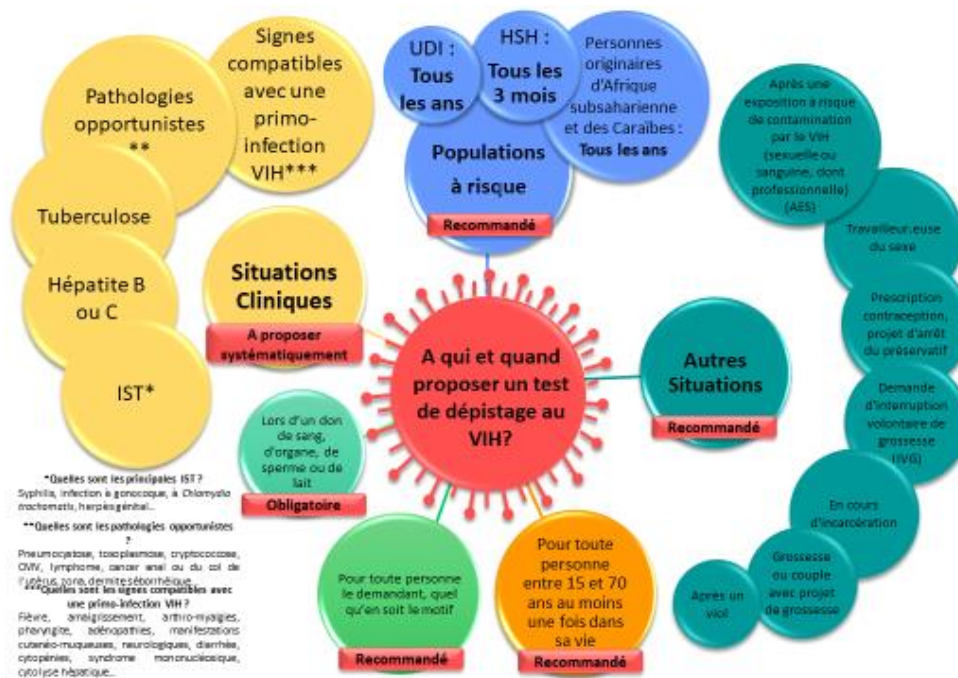 Signes
compatibles
avec une
primo-
infection
VIH***
Pathologies
opportunistes
**
Tuberculose
Hépatite B
ou C
IST*
Situations
Cliniques
A proposer
systématiquement
UDI :
Tous
les ans
HSH :
Tous les
3 mois
Personnes
originaires
d'Afrique
subsaharienne
et des Caraïbes :
Tous les ans
Populations
à risque
Recommandé
Après une
exposition à risque
de contamination
par le VIH
(sexuelle ou
sanguine, dont
professionnelle)
(AES)
Travailleur.euse
du sexe
Prescription
contraception,
projet d'arrêt
du préservatif
Demande
d'interruption
volontaire de
grossesse
(IVG)
En cours
d'incarcération
Grossesse
ou couple
avec projet
de grossesse
Après un
viol
Autres
Situations
Recommandé
A qui et quand
proposer un test
de dépistage au
VIH?
Lors d'un don
de sang,
d'organe, de
sperme ou de
lait
Obligatoire
Pour toute personne
le demandant, quel
qu'en soit le motif
Recommandé
Pour toute
personne
entre 15 et 70
ans au moins
une fois dans
sa vie
Recommandé
*Quelles sont les principales IST ?
Syphilis, infection à gonocoque, à Chlamydia
trachomatis, herpès génital...
**Quelles sont les pathologies opportunistes
?
Pneumocystose, toxoplasmose, cryptococcose,
CMV, lymphome, cancer anal ou du col de
l'utérus, zona, dermite séborrhéique...
***Quelles sont les signes compatibles avec
une primo-infection VIH ?
Fièvre, amaigrissement, arthro-myalgies,
pharyngite, adénopathies, manifestations
cutanéo-muqueuses, neurologiques, diarrhée,
cytopénies, syndrome mononucléosique,
cytolyse hépatique...